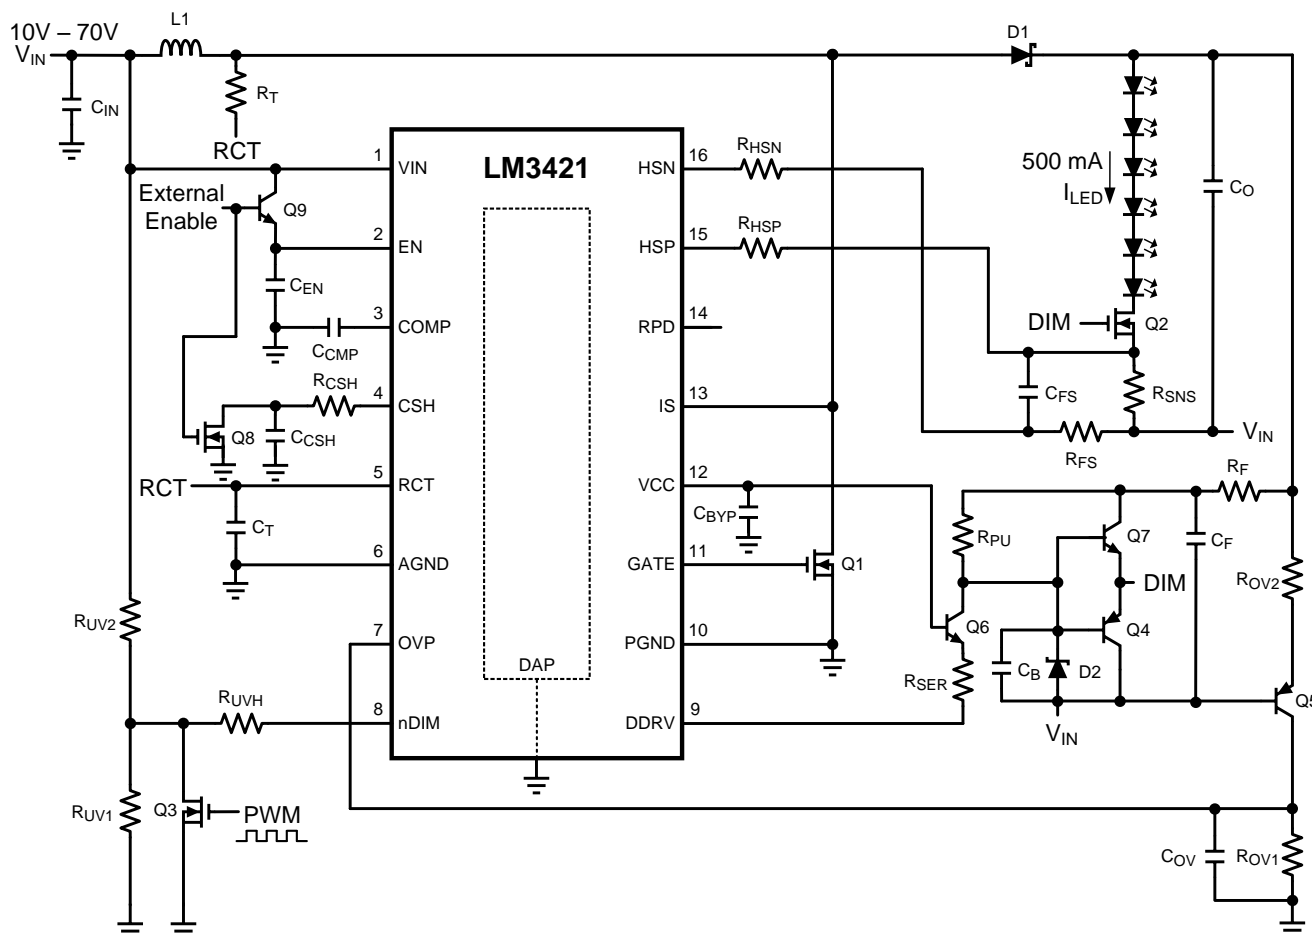 10V – 70V
VIN
L1
D1
CIN
RT
RCT
LM3421
1
VIN
HSN
16
RHSN
500 mA
ILED
CO
External
Enable
Q9
2
EN
HSP
15
RHSP
CEN
3
COMP
RPD
14
DIM
Q2
CCMP
RCSH
4
CSH
IS
13
CFS
RSNS
Q8
CCSH
RFS
VIN
RCT
5
RCT
VCC
12
CBYP
RF
RPU
Q7
CF
CT
6
AGND
GATE
11
Q1
DIM
ROV2
RUV2
7
OVP
PGND
10
Q6
Q4
DAP
RSER
CB
D2
Q5
RUVH
8
nDIM
DDRV
9
VIN
RUV1
Q3
PWM
COV
ROV1